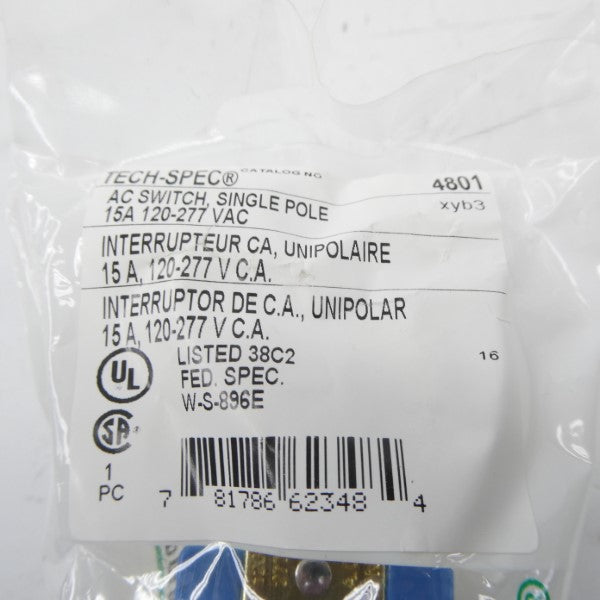 TECH-SPEC® CATALOG NO 4801
AC SWITCH, SINGLE POLE xyb3
15A 120-277 VAC
INTERRUPTEUR CA, UNIPOLAIRE
15 A, 120-277 V C.A.
INTERRUPTOR DE C.A., UNIPOLAR
15 A, 120-277 V C.A.
UL LISTED 38C2 16
FED. SPEC.
W-S-896E
SA
1
PC
7 81786 62348 4